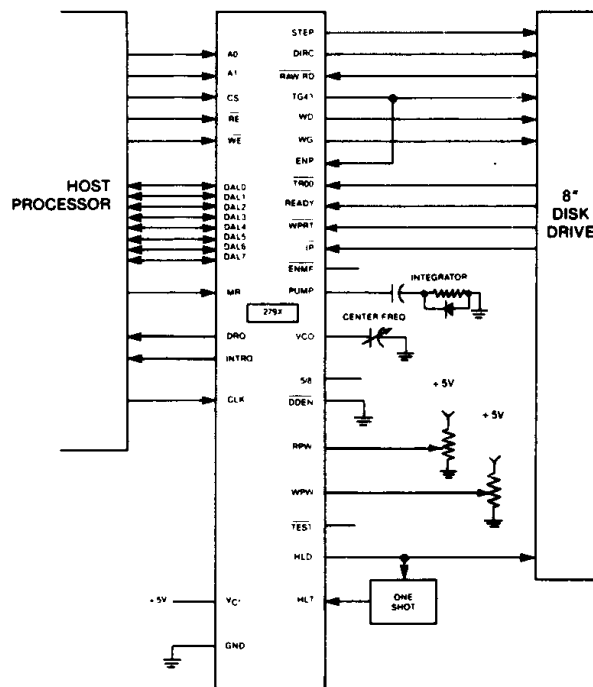 HOST
PROCESSOR
A0
A1
CS
RE
WE
DAL0
DAL1
DAL2
DAL3
DAL4
DAL5
DAL6
DAL7
MR
279X
DRQ
INTRQ
CLK
+5V
VC
GND
STEP
DIRC
RAW RD
TG43
WD
WG
ENP
TR00
READY
WPRT
IP
ENMF
PUMP
INTEGRATOR
CENTER FREQ
VCO
5/8
DDEN
+5V
+5V
RPW
WPW
TEST
HLD
HLT
ONE
SHOT
8"
DISK
DRIVE